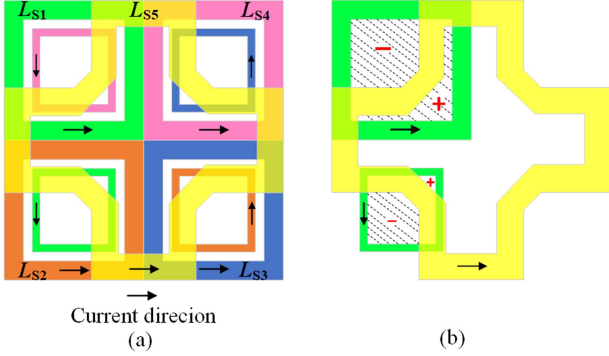 LS1 LS5 LS4
− +
+
−
LS2 LS3
Current direcion
(a) (b)